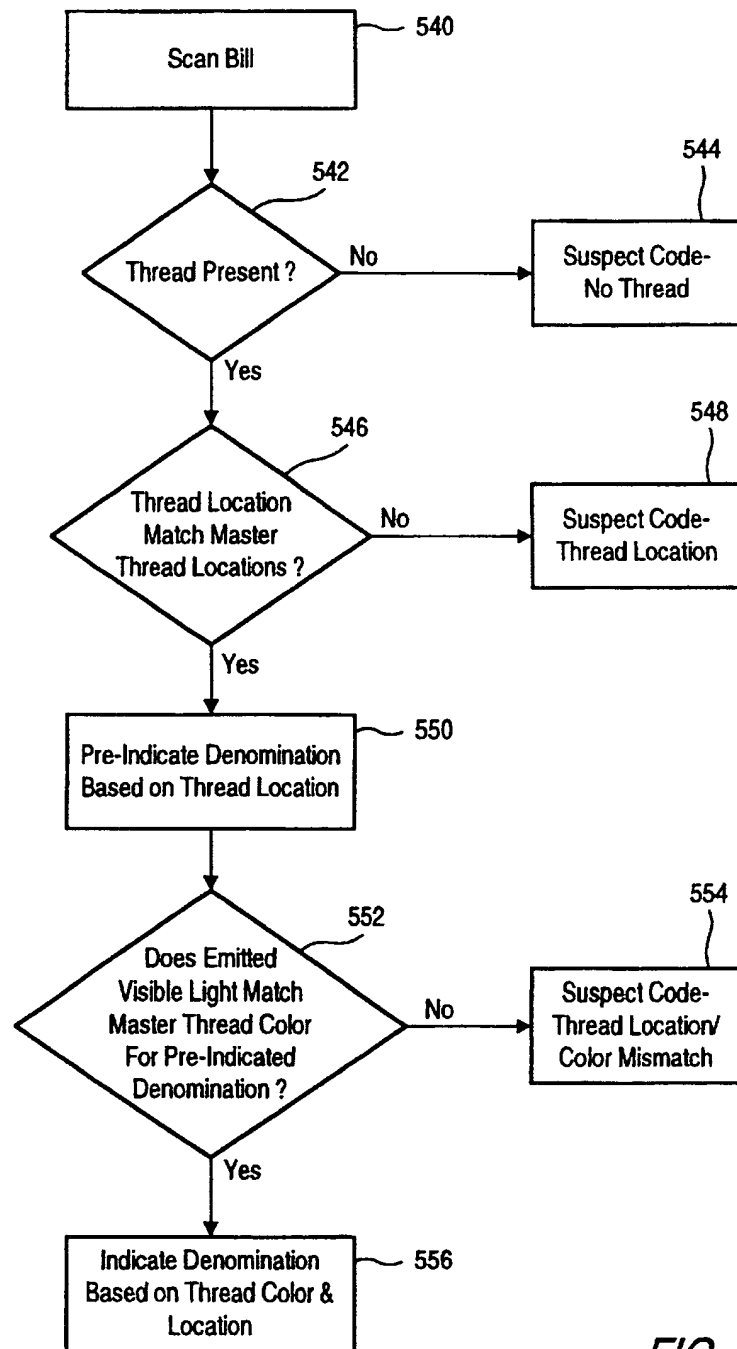 540
Scan Bill
542
Thread Present ?
No
544
Suspect Code-
No Thread
Yes
546
Thread Location
Match Master
Thread Locations ?
No
548
Suspect Code-
Thread Location
Yes
550
Pre-Indicate Denomination
Based on Thread Location
552
Does Emitted
Visible Light Match
Master Thread Color
For Pre-Indicated
Denomination ?
No
554
Suspect Code-
Thread Location/
Color Mismatch
Yes
556
Indicate Denomination
Based on Thread Color &
Location
FIG